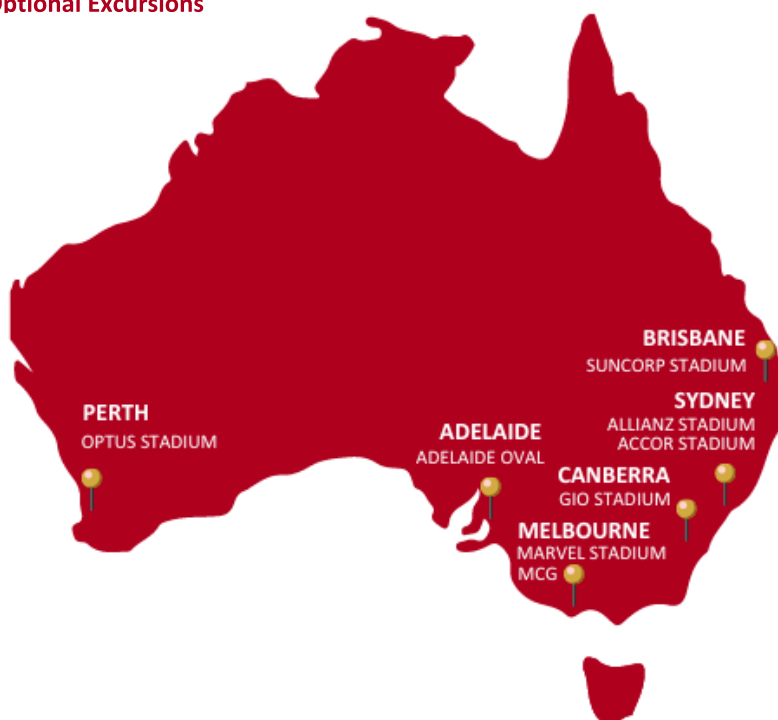 Optional Excursions
BRISBANE
SUNCORP STADIUM
SYDNEY
ALLIANZ STADIUM
ACCOR STADIUM
PERTH
OPTUS STADIUM
ADELAIDE
ADELAIDE OVAL
CANBERRA
GIO STADIUM
MELBOURNE
MARVEL STADIUM
MCG